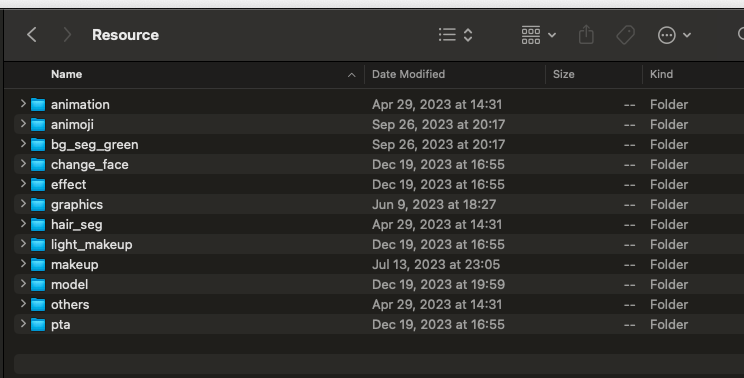 Resource
Name Date Modified Size Kind
animation Apr 29, 2023 at 14:31 -- Folder
animoji Sep 26, 2023 at 20:17 -- Folder
bg_seg_green Sep 26, 2023 at 20:17 -- Folder
change_face Dec 19, 2023 at 16:55 -- Folder
effect Dec 19, 2023 at 16:55 -- Folder
graphics Jun 9, 2023 at 18:27 -- Folder
hair_seg Apr 29, 2023 at 14:31 -- Folder
light_makeup Dec 19, 2023 at 16:55 -- Folder
makeup Jul 13, 2023 at 23:05 -- Folder
model Dec 19, 2023 at 19:59 -- Folder
others Apr 29, 2023 at 14:31 -- Folder
pta Dec 19, 2023 at 16:55 -- Folder